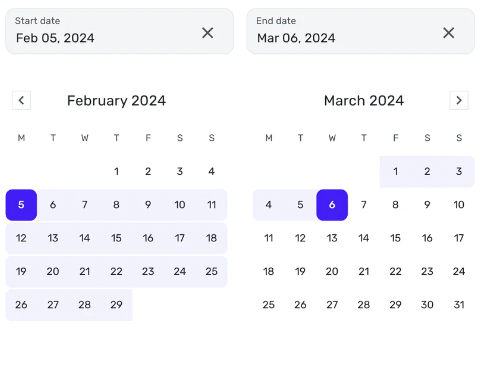 Start date
Feb 05, 2024
End date
Mar 06, 2024
February 2024
M T W T F S S
1 2 3 4
5 6 7 8 9 10 11
12 13 14 15 16 17 18
19 20 21 22 23 24 25
26 27 28 29
March 2024
M T W T F S S
1 2 3
4 5 6 7 8 9 10
11 12 13 14 15 16 17
18 19 20 21 22 23 24
25 26 27 28 29 30 31